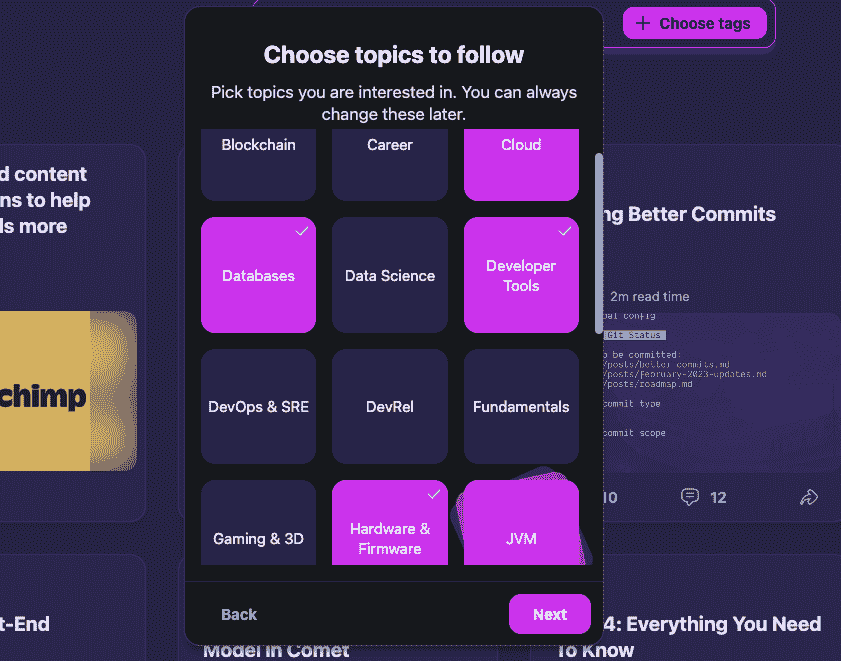 Choose tags
Choose topics to follow
Pick topics you are interested in. You can always
change these later.
Blockchain
Career
Cloud
Databases
Data Science
Developer
Tools
DevOps & SRE
DevRel
Fundamentals
Gaming & 3D
Hardware &
Firmware
JVM
Back
Next
d content
ns to help
ls more
chimp
ng Better Commits
2m read time
bal config
Git Status
o be committed:
/posts/better-commits.md
/posts/february-2023-updates.md
/posts/roadmap.md
commit type
commit scope
10
12
t-End
Model in Comet
4: Everything You Need
To Know